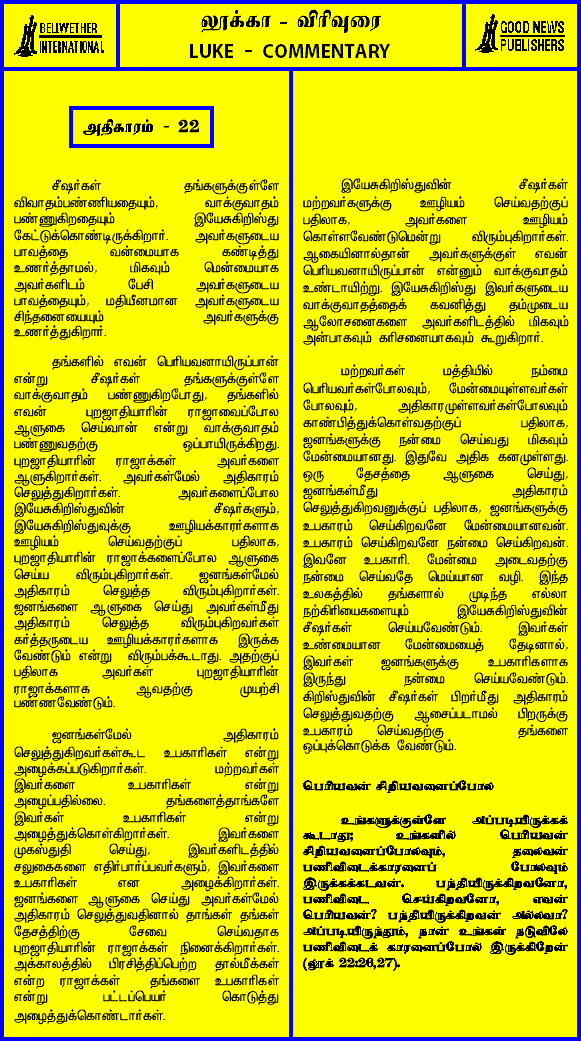 BELLWETHER
INTERNATIONAL
லூக்கா - விரிவுரை
LUKE - COMMENTARY
GOOD NEWS
PUBLISHERS
அதிகாரம் - 22
சீஷர்கள் தங்களுக்குள்ளே
விவாதம்பண்ணியதையும், வாக்குவாதம்
பண்ணுகிறதையும் இயேசுகிறிஸ்து
கேட்டுக்கொண்டிருக்கிறார். அவர்களுடைய
பாவத்தை வன்மையாக கண்டித்து
உணர்த்தாமல், மிகவும் மென்மையாக
அவர்களிடம் பேசி அவர்களுடைய
பாவத்தையும், மதியீனமான அவர்களுடைய
சிந்தனையையும் அவர்களுக்கு
உணர்த்துகிறார்.
தங்களில் எவன் பெரியவனாயிருப்பான்
என்று சீஷர்கள் தங்களுக்குள்ளே
வாக்குவாதம் பண்ணுகிறபோது, தங்களில்
எவன் புறஜாதியாரின் ராஜாவைப்போல
ஆளுகை செய்வான் என்று வாக்குவாதம்
பண்ணுவதற்கு ஒப்பாயிருக்கிறது.
புறஜாதியாரின் ராஜாக்கள் அவர்களை
ஆளுகிறார்கள். அவர்கள்மேல் அதிகாரம்
செலுத்துகிறார்கள். அவர்களைப்போல
இயேசுகிறிஸ்துவின் சீஷர்களும்,
இயேசுகிறிஸ்துவுக்கு ஊழியக்காரர்களாக
ஊழியம் செய்வதற்குப் பதிலாக,
புறஜாதியாரின் ராஜாக்களைப்போல ஆளுகை
செய்ய விரும்புகிறார்கள். ஜனங்கள்மேல்
அதிகாரம் செலுத்த விரும்புகிறார்கள்.
ஜனங்களை ஆளுகை செய்து அவர்கள்மீது
அதிகாரம் செலுத்த விரும்புகிறவர்கள்
கர்த்தருடைய ஊழியக்காரர்களாக இருக்க
வேண்டும் என்று விரும்பக்கூடாது. அதற்குப்
பதிலாக அவர்கள் புறஜாதியாரின்
ராஜாக்களாக ஆவதற்கு முயற்சி
பண்ணவேண்டும்.
ஜனங்கள்மேல் அதிகாரம்
செலுத்துகிறவர்கள்கூட உபகாரிகள் என்று
அழைக்கப்படுகிறார்கள். மற்றவர்கள்
இவர்களை உபகாரிகள் என்று
அழைப்பதில்லை. தங்களைத்தாங்களே
இவர்கள் உபகாரிகள் என்று
அழைத்துக்கொள்கிறார்கள். இவர்களை
முகஸ்துதி செய்து, இவர்களிடத்தில்
சலுகைகளை எதிர்பார்ப்பவர்களும், இவர்களை
உபகாரிகள் என அழைக்கிறார்கள்.
ஜனங்களை ஆளுகை செய்து அவர்கள்மேல்
அதிகாரம் செலுத்துவதினால் தாங்கள் தங்கள்
தேசத்திற்கு சேவை செய்வதாக
புறஜாதியாரின் ராஜாக்கள் நினைக்கிறார்கள்.
அக்காலத்தில் பிரசித்திப்பெற்ற தால்மீக்கள்
என்ற ராஜாக்கள் தங்களை உபகாரிகள்
என்று பட்டப்பெயர் கொடுத்து
அழைத்துக்கொண்டார்கள்.
இயேசுகிறிஸ்துவின் சீஷர்கள்
மற்றவர்களுக்கு ஊழியம் செய்வதற்குப்
பதிலாக, அவர்களை ஊழியம்
கொள்ளவேண்டுமென்று விரும்புகிறார்கள்.
ஆகையினால்தான் அவர்களுக்குள் எவன்
பெரியவனாயிருப்பான் என்னும் வாக்குவாதம்
உண்டாயிற்று. இயேசுகிறிஸ்து இவர்களுடைய
வாக்குவாதத்தைக் கவனித்து தம்முடைய
ஆலோசனைகளை அவர்களிடத்தில் மிகவும்
அன்பாகவும் கரிசனையாகவும் கூறுகிறார்.
மற்றவர்கள் மத்தியில் நம்மை
பெரியவர்கள்போலவும், மேன்மையுள்ளவர்கள்
போலவும், அதிகாரமுள்ளவர்கள்போலவும்
காண்பித்துக்கொள்வதற்குப் பதிலாக,
ஜனங்களுக்கு நன்மை செய்வது மிகவும்
மேன்மையானது. இதுவே அதிக கனமுள்ளது.
ஒரு தேசத்தை ஆளுகை செய்து,
ஜனங்கள்மீது அதிகாரம்
செலுத்துகிறவனுக்குப் பதிலாக, ஜனங்களுக்கு
உபகாரம் செய்கிறவனே மேன்மையானவன்.
உபகாரம் செய்கிறவனே நன்மை செய்கிறவன்.
இவனே உபகாரி. மேன்மை அடைவதற்கு
நன்மை செய்வதே மெய்யான வழி. இந்த
உலகத்தில் தங்களால் முடிந்த எல்லா
நற்கிரியைகளையும் இயேசுகிறிஸ்துவின்
சீஷர்கள் செய்யவேண்டும். இவர்கள்
உண்மையான மேன்மையைத் தேடினால்,
இவர்கள் ஜனங்களுக்கு உபகாரிகளாக
இருந்து நன்மை செய்யவேண்டும்.
கிறிஸ்துவின் சீஷர்கள் பிறர்மீது அதிகாரம்
செலுத்துவதற்கு ஆசைப்படாமல் பிறருக்கு
உபகாரம் செய்வதற்கு தங்களை
ஒப்புக்கொடுக்க வேண்டும்.
பெரியவன் சிறியவனைப்போல
உங்களுக்குள்ளே அப்படியிருக்கக்
கூடாது; உங்களில் பெரியவன்
சிறியவனைப்போலவும், தலைவன்
பணிவிடைக்காரனைப் போலவும்
இருக்கக்கடவன். பந்தியிருக்கிறவனோ,
பணிவிடை செய்கிறவனோ, எவன்
பெரியவன்? பந்தியிருக்கிறவன் அல்லவா?
அப்படியிருந்தும், நான் உங்கள் நடுவிலே
பணிவிடைக் காரனைப்போல் இருக்கிறேன்
(லூக் 22:26,27).